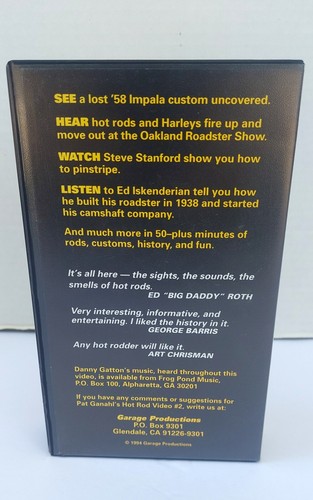 SEE a lost '58 Impala custom uncovered.
HEAR hot rods and Harleys fire up and
move out at the Oakland Roadster Show.
WATCH Steve Stanford show you how
to pinstripe.
LISTEN to Ed Iskenderian tell you how
he built his roadster in 1938 and started
his camshaft company.
And much more in 50–plus minutes of
rods, customs, history, and fun.
It's all here — the sights, the sounds, the
smells of hot rods.
ED "BIG DADDY" ROTH
Very interesting, informative, and
entertaining. I liked the history in it.
GEORGE BARRIS
Any hot rodder will like it.
ART CHRISMAN
Danny Gatton's music, heard throughout this
video, is available from Frog Pond Music,
P.O. Box 100, Alpharetta, GA 30201
If you have any comments or suggestions for
Pat Ganahl's Hot Rod Video #2, write us at:
Garage Productions
P.O. Box 9301
Glendale, CA 91226-9301
© 1994 Garage Productions